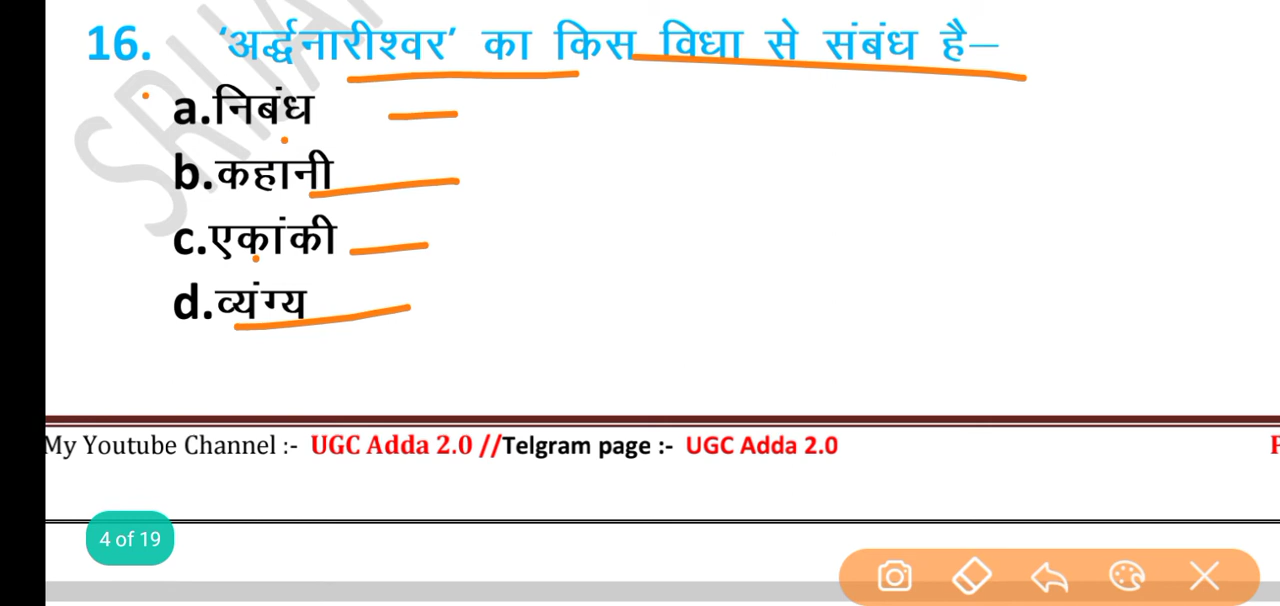 16. 'अर्द्धनारीश्वर' का किस विधा से संबंध है–
a.निबंध
b.कहानी
c.एकांकी
d.व्यंग्य
My Youtube Channel :- UGC Adda 2.0 //Telgram page :- UGC Adda 2.0
4 of 19